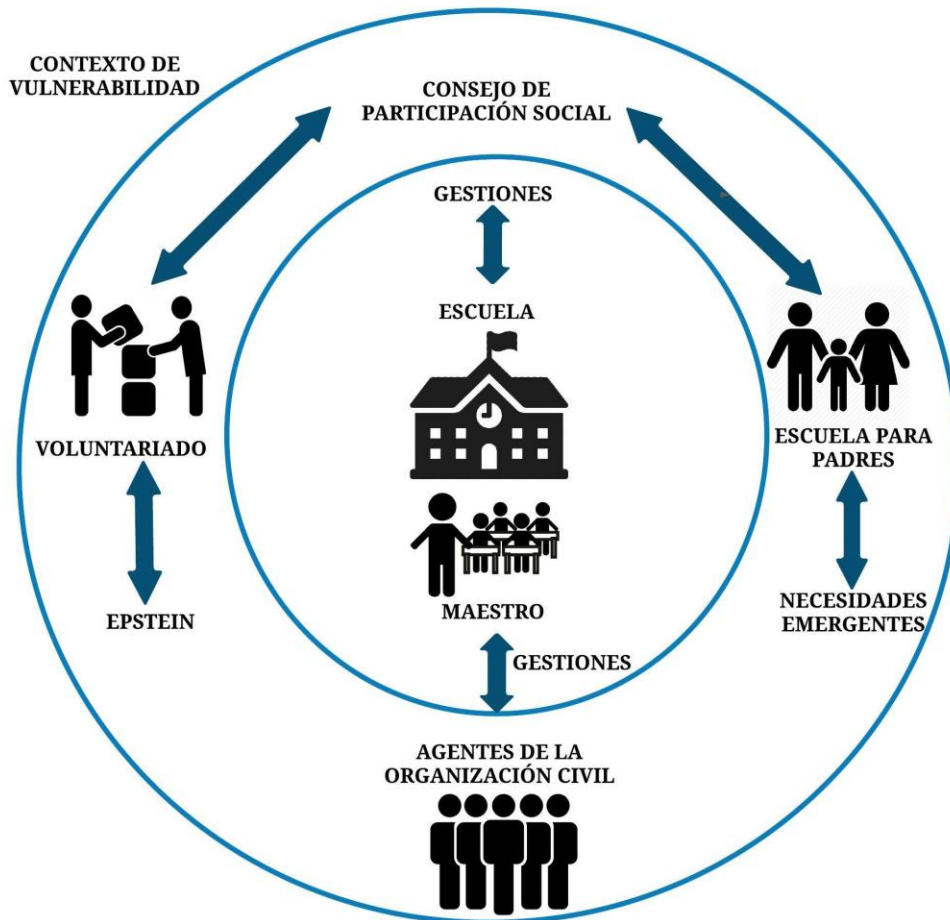 CONTEXTO DE
VULNERABILIDAD
CONSEJO DE
PARTICIPACIÓN SOCIAL
GESTIONES
ESCUELA
VOLUNTARIADO
ESCUELA PARA
PADRES
EPSTEIN
MAESTRO
NECESIDADES
EMERGENTES
GESTIONES
AGENTES DE LA
ORGANIZACIÓN CIVIL